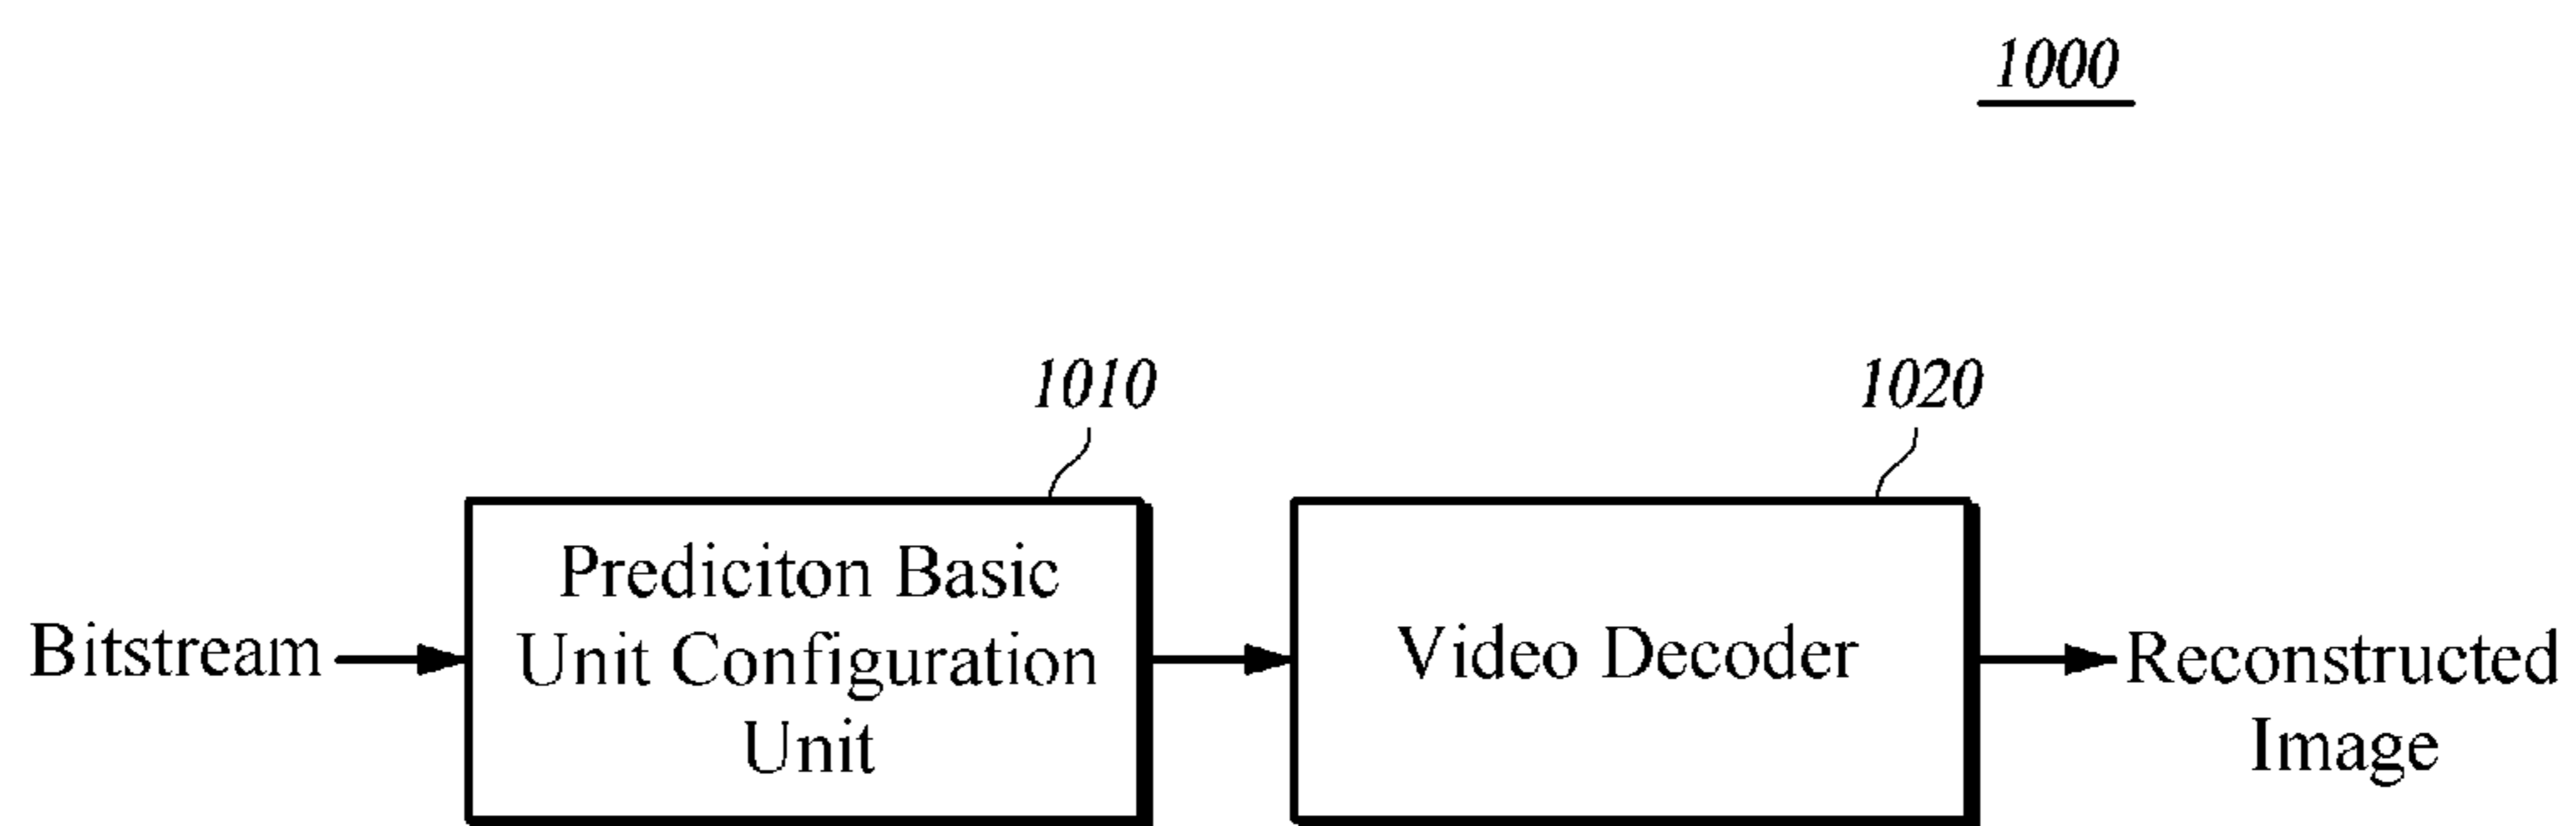 1000
1010
1020
Bitstream
Prediciton Basic
Unit Configuration
Unit
Video Decoder
Reconstructed
Image